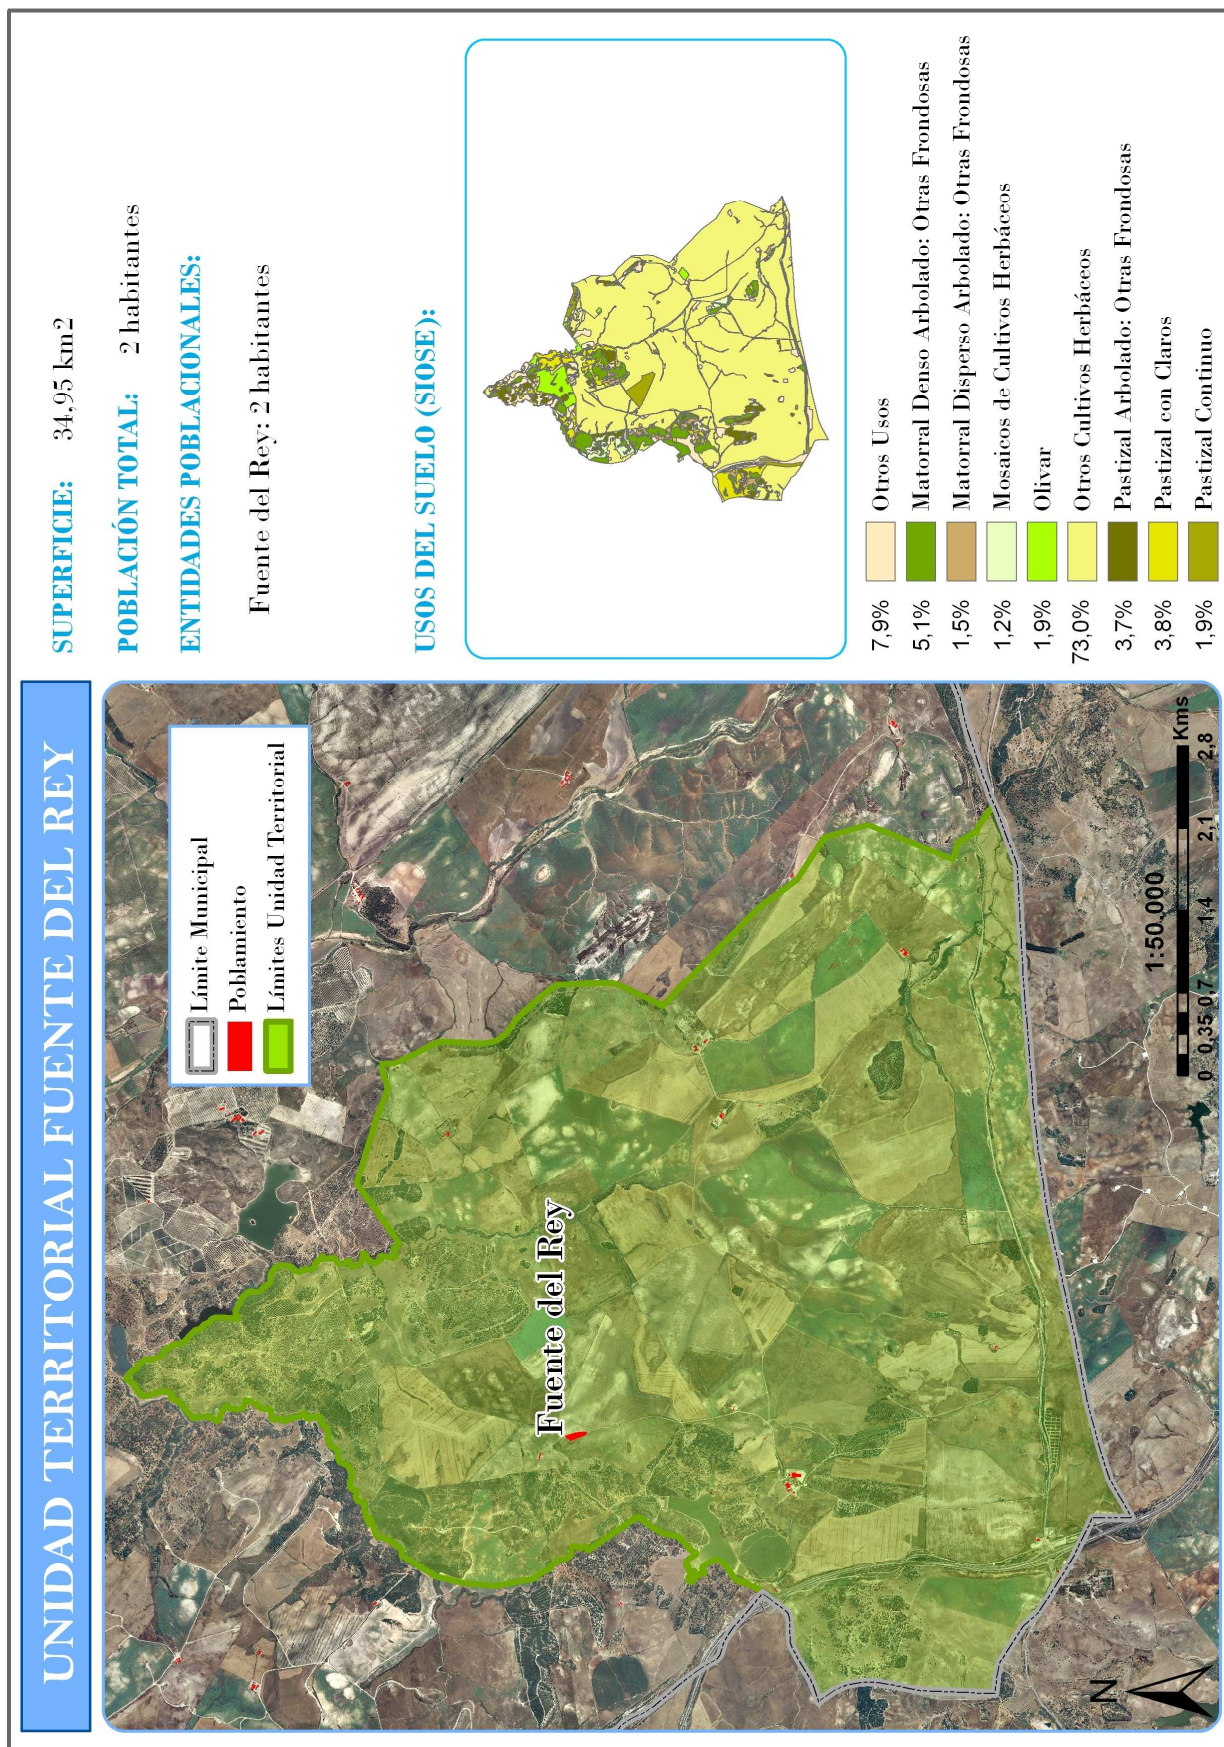 UNIDAD TERRITORIAL FUENTE DEL REY
Límite Municipal
Poblamiento
Límites Unidad Territorial
Fuente del Rey
N
1:50.000
0 0,35 0,7 1,4 2,1 2,8
Kms
SUPERFICIE: 34,95 km2
POBLACIÓN TOTAL: 2 habitantes
ENTIDADES POBLACIONALES:
Fuente del Rey: 2 habitantes
USOS DEL SUELO (SIOSE):
7,9% Otros Usos
5,1% Matorral Denso Arbolado: Otras Frondosas
1,5% Matorral Disperso Arbolado: Otras Frondosas
1,2% Mosaicos de Cultivos Herbáceos
1,9% Olivar
73,0% Otros Cultivos Herbáceos
3,7% Pastizal Arbolado: Otras Frondosas
3,8% Pastizal con Claros
1,9% Pastizal Continuo